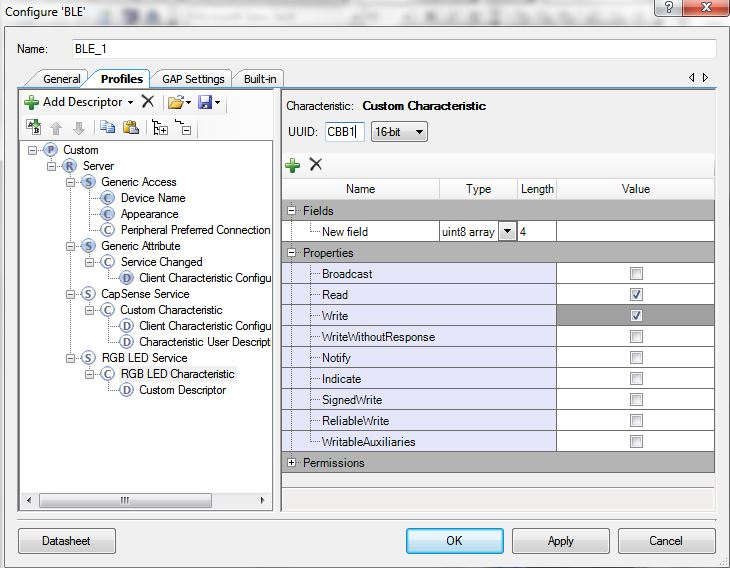 Configure 'BLE'
Name: BLE_1
General Profiles GAP Settings Built-in
Add Descriptor
Custom
Server
Generic Access
Device Name
Appearance
Peripheral Preferred Connection
Generic Attribute
Service Changed
Client Characteristic Configu
CapSense Service
Custom Characteristic
Client Characteristic Configu
Characteristic User Descript
RGB LED Service
RGB LED Characteristic
Custom Descriptor
Characteristic: Custom Characteristic
UUID: CBB1 16-bit
Name Type Length Value
Fields
New field uint8 array 4
Properties
Broadcast
Read
Write
WriteWithoutResponse
Notify
Indicate
SignedWrite
ReliableWrite
WritableAuxiliaries
Permissions
Datasheet OK Apply Cancel